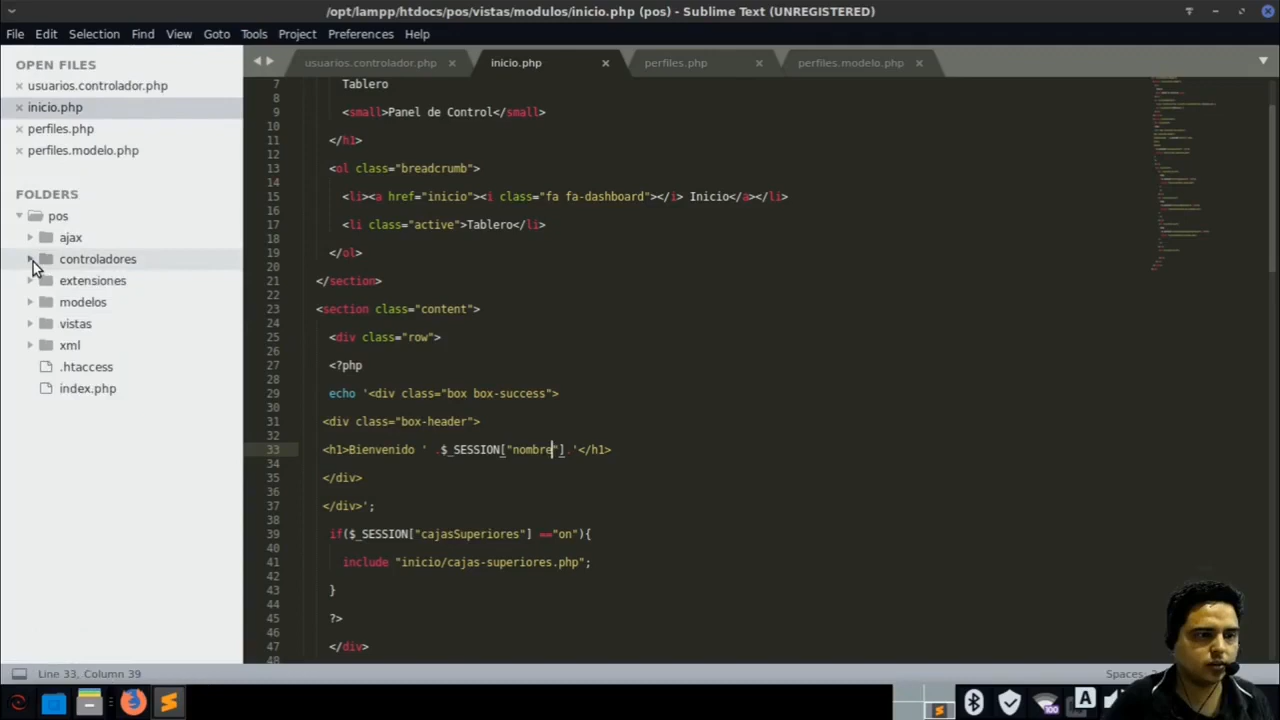 /opt/lampp/htdocs/pos/vistas/modulos/inicio.php (pos) - Sublime Text (UNREGISTERED)
File Edit Selection Find View Goto Tools Project Preferences Help
OPEN FILES
usuarios.controlador.php
inicio.php
perfiles.php
perfiles.modelo.php
FOLDERS
pos
ajax
controladores
extensiones
modelos
vistas
xml
.htaccess
index.php
usuarios.controlador.php inicio.php perfiles.php perfiles.modelo.php
7
8 Tablero
9 <small>Panel de Control</small>
10
11 </h1>
12
13 <ol class="breadcrumb">
14
15 <li><a href="inicio"><i class="fa fa-dashboard"></i> Inicio</a></li>
16
17 <li class="active">Tablero</li>
18
19 </ol>
20
21 </section>
22
23 <section class="content">
24
25 <div class="row">
26
27 <?php
28
29 echo '<div class="box box-success">
30
31 <div class="box-header">
32
33 <h1>Bienvenido ' .$_SESSION["nombre"].'</h1>
34
35 </div>
36
37 </div>';
38
39 if($_SESSION["cajasSuperiores"] =="on"){
40
41 include "inicio/cajas-superiores.php";
42
43 }
44
45 ?>
46
47 </div>
48
Line 33, Column 39
Spaces:
100
A